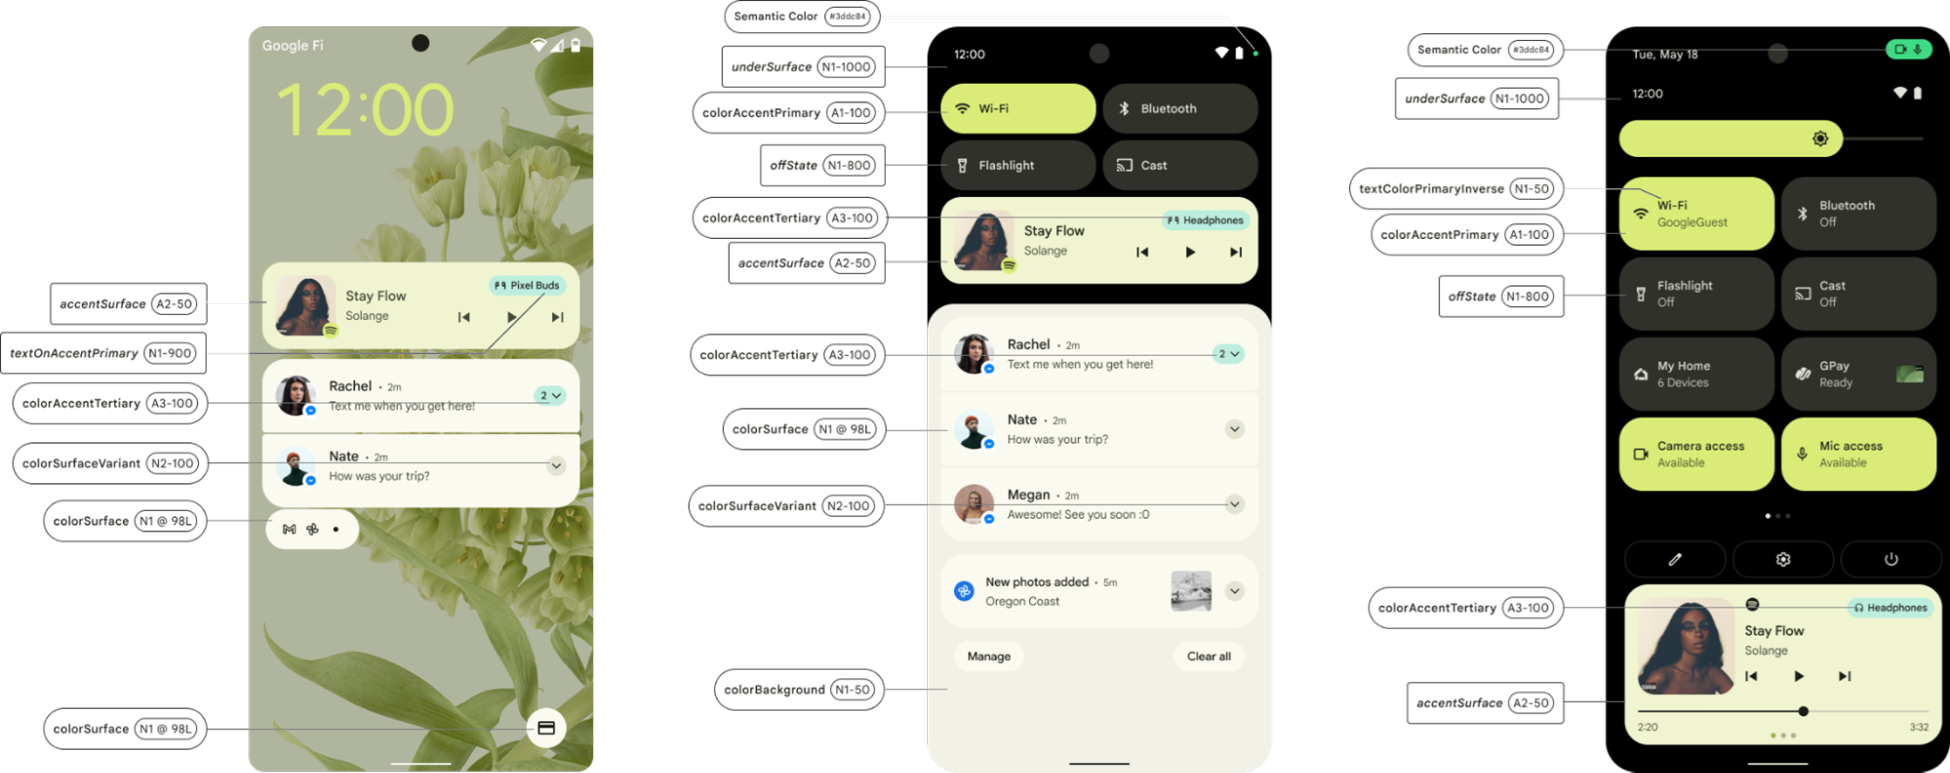 Google Fi
12:00
Stay Flow
Solange
Pixel Buds
Rachel • 2m
Text me when you get here!
2
Nate • 2m
How was your trip?
accentSurface A2-50
textOnAccentPrimary N1-900
colorAccentTertiary A3-100
colorSurfaceVariant N2-100
colorSurface N1 @ 98L
colorSurface N1 @ 98L
Semantic Color #3ddc84
underSurface N1-1000
colorAccentPrimary A1-100
offState N1-800
colorAccentTertiary A3-100
accentSurface A2-50
colorAccentTertiary A3-100
colorSurface N1 @ 98L
colorSurfaceVariant N2-100
colorBackground N1-50
12:00
Wi-Fi
Bluetooth
Flashlight
Cast
Headphones
Stay Flow
Solange
Rachel • 2m
Text me when you get here!
2
Nate • 2m
How was your trip?
Megan • 2m
Awesome! See you soon :O
New photos added • 5m
Oregon Coast
Manage
Clear all
Semantic Color #3ddc84
underSurface N1-1000
textColorPrimaryInverse N1-50
colorAccentPrimary A1-100
offState N1-800
colorAccentTertiary A3-100
accentSurface A2-50
Tue, May 18
12:00
Wi-Fi
GoogleGuest
Bluetooth
Off
Flashlight
Off
Cast
Off
My Home
6 Devices
GPay
Ready
Camera access
Available
Mic access
Available
Headphones
Stay Flow
Solange
2:20
3:32